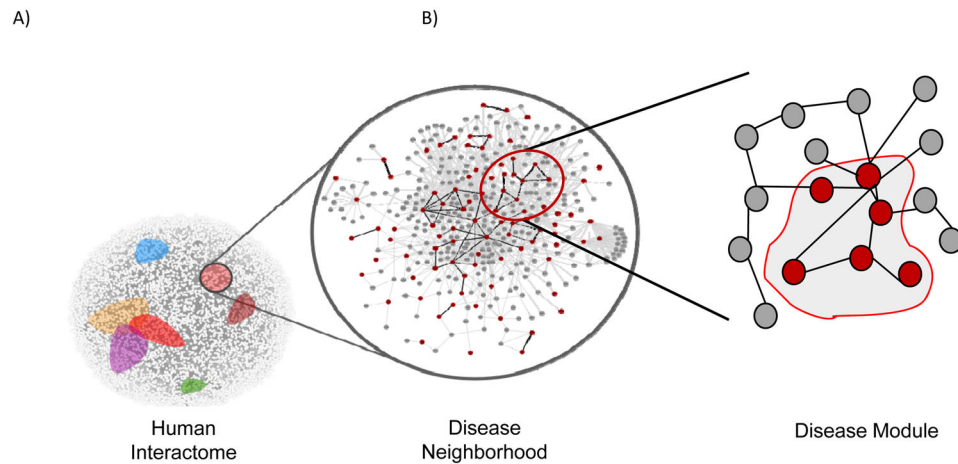 A)
B)
Human
Interactome
Disease
Neighborhood
Disease Module